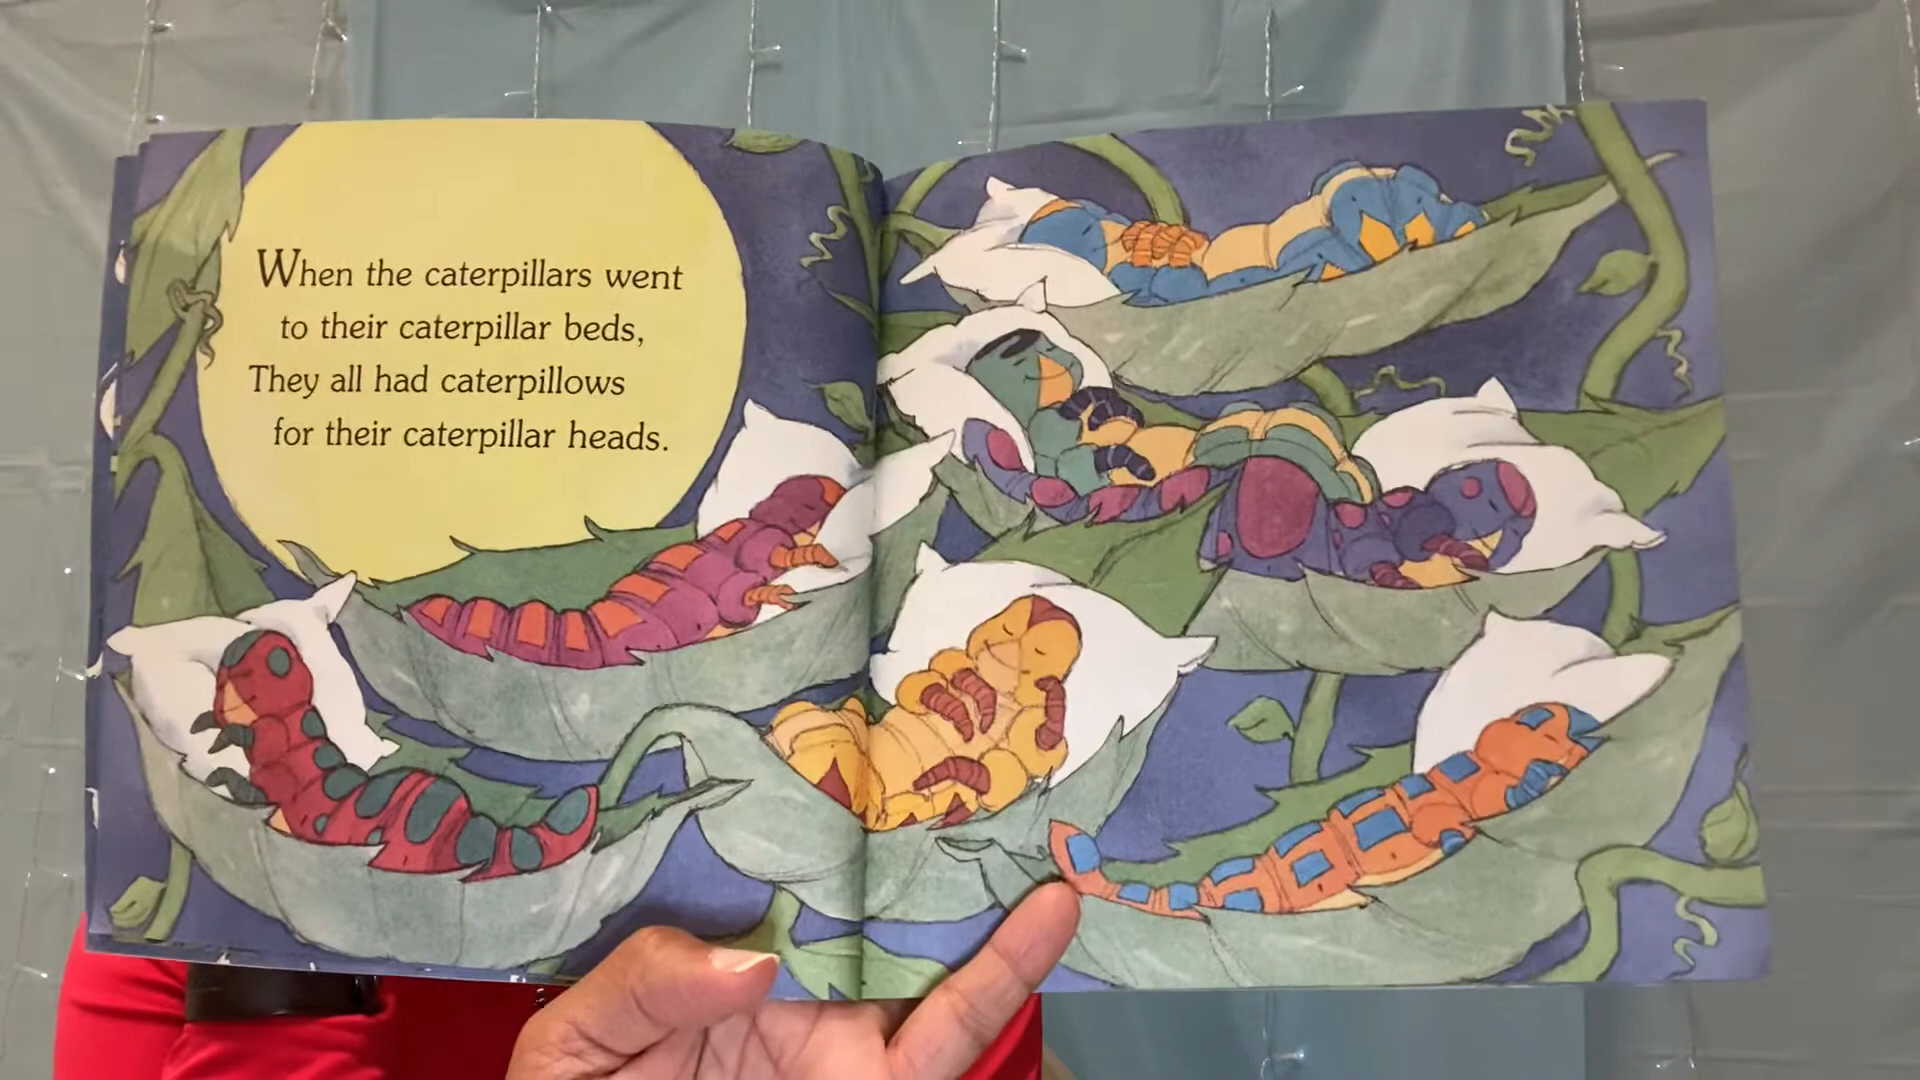 When the caterpillars went
to their caterpillar beds,
They all had caterpillows
for their caterpillar heads.